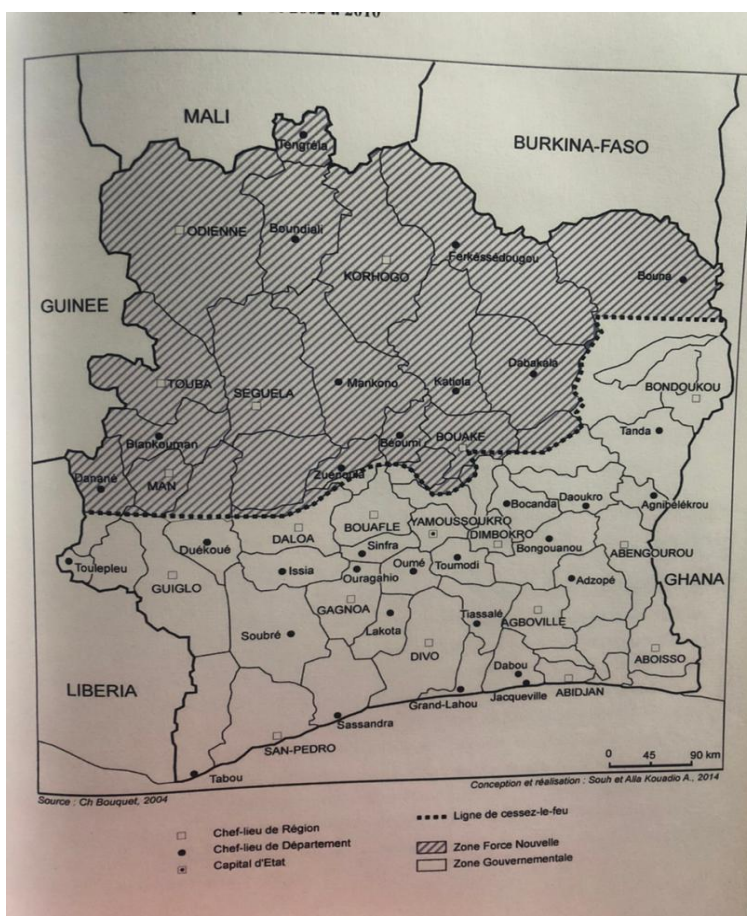 2002 à 2010
MALI
BURKINA-FASO
Tengréla
ODIENNE
Boundiali
Ferkéssédougou
KORHOGO
Bouna
GUINEE
TOUBA
SEGUELA
Mankono
Katiola
Dabakala
BONDOUKOU
Biankouman
Béoumi
BOUAKE
Tanda
Danané
MAN
Zuénoula
Bocanda
Daoukro
Agnibélékrou
BOUAFLE
YAMOUSSOUKRO
DALOA
DIMBOKRO
Duékoué
Sinfra
Bongouanou
ABENGOUROU
Toulepleu
Issia
Oumé
Toumodi
Ouragahio
GUIGLO
Adzopé
GHANA
GAGNOA
Lakota
Tiassalé
AGBOVILLE
Soubré
DIVO
ABOISSO
Dabou
LIBERIA
Jacqueville
ABIDJAN
Grand-Lahou
Sassandra
SAN-PEDRO
Tabou
0 45 90 km
Source : Ch Bouquet, 2004
Conception et réalisation : Souh et Alla Kouadio A., 2014
Chef-lieu de Région
Chef-lieu de Département
Capital d'Etat
Ligne de cessez-le-feu
Zone Force Nouvelle
Zone Gouvernementale